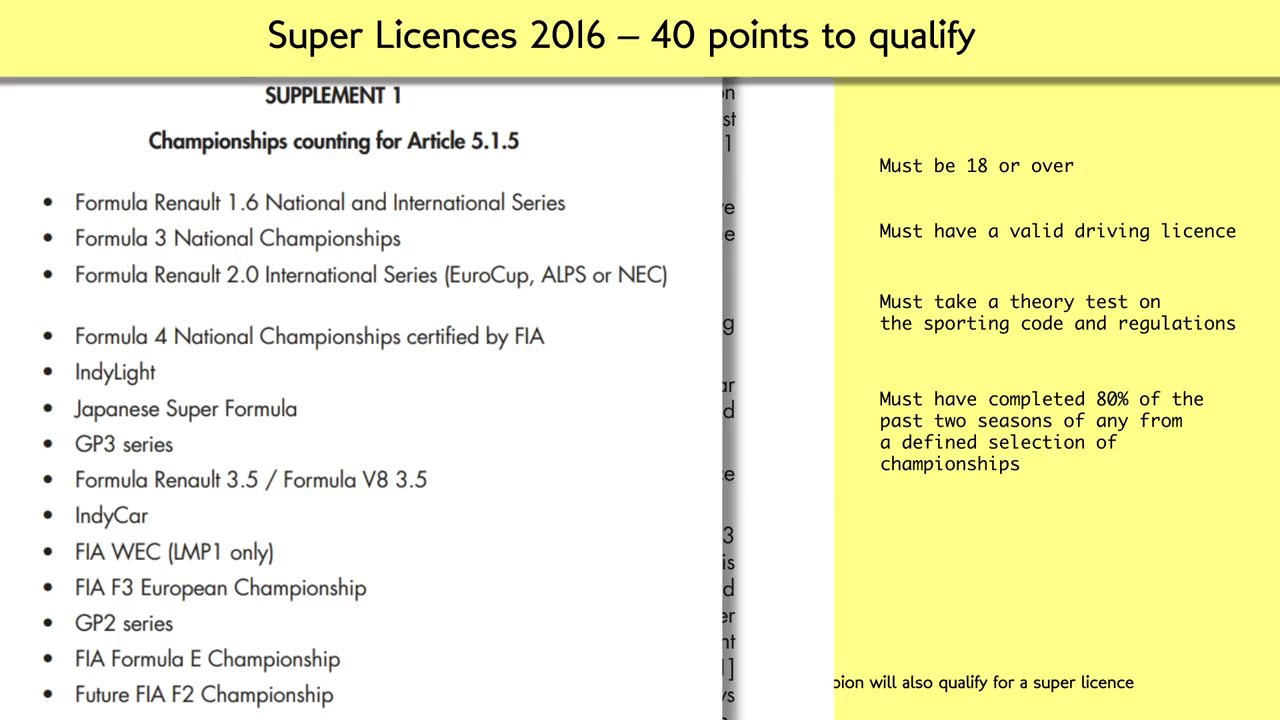 Super Licences 2016 – 40 points to qualify
SUPPLEMENT 1
Championships counting for Article 5.1.5
• Formula Renault 1.6 National and International Series
• Formula 3 National Championships
• Formula Renault 2.0 International Series (EuroCup, ALPS or NEC)
• Formula 4 National Championships certified by FIA
• IndyLight
• Japanese Super Formula
• GP3 series
• Formula Renault 3.5 / Formula V8 3.5
• IndyCar
• FIA WEC (LMP1 only)
• FIA F3 European Championship
• GP2 series
• FIA Formula E Championship
• Future FIA F2 Championship
Must be 18 or over
Must have a valid driving licence
Must take a theory test on
the sporting code and regulations
Must have completed 80% of the
past two seasons of any from
a defined selection of
championships
will also qualify for a super licence